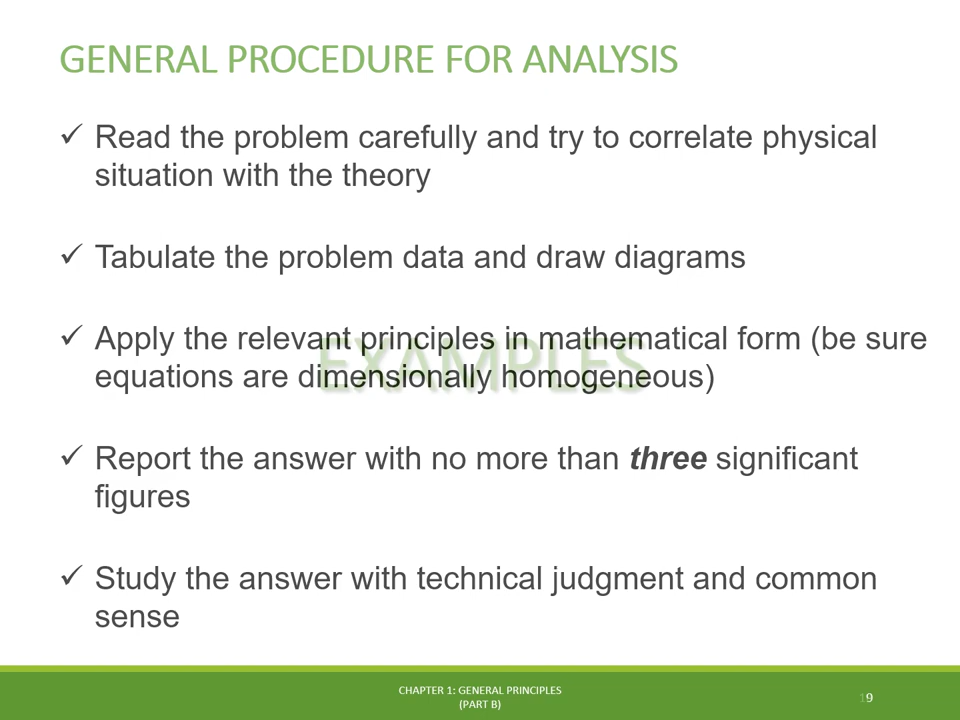 GENERAL PROCEDURE FOR ANALYSIS
✓ Read the problem carefully and try to correlate physical
situation with the theory
✓ Tabulate the problem data and draw diagrams
✓ Apply the relevant principles in mathematical form (be sure
equations are dimensionally homogeneous)
EXAMPLES
✓ Report the answer with no more than three significant
figures
✓ Study the answer with technical judgment and common
sense
CHAPTER 1: GENERAL PRINCIPLES
(PART B)
19